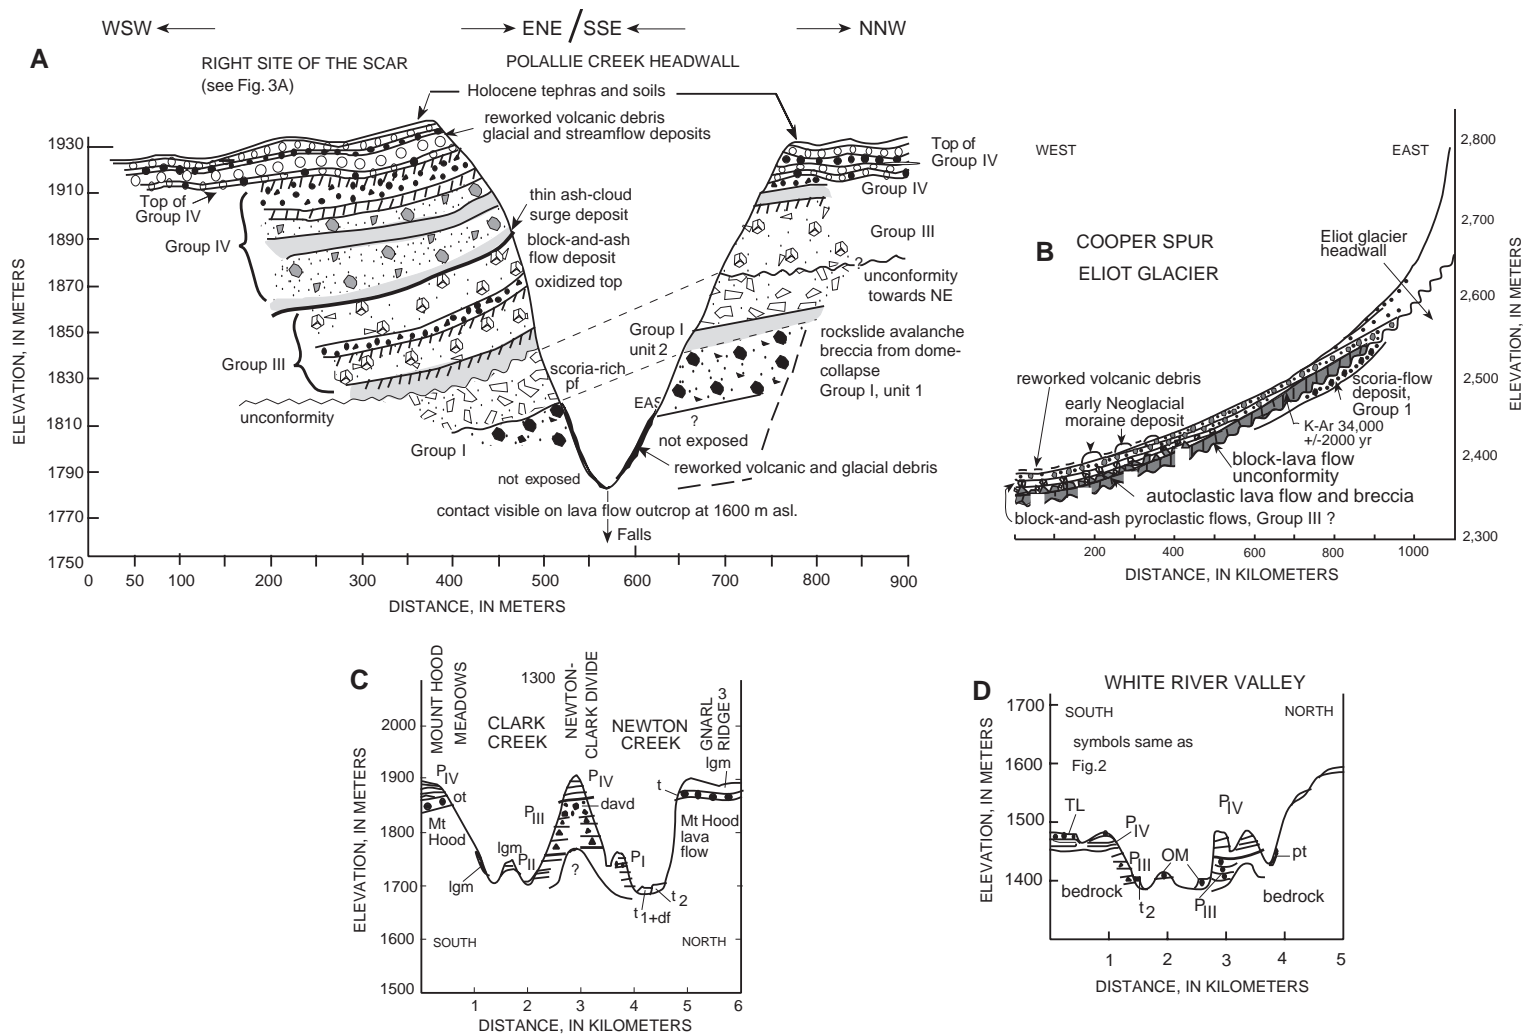 WSW
ENE / SSE
NNW
A
RIGHT SITE OF THE SCAR
(see Fig. 3A)
POLALLIE CREEK HEADWALL
Holocene tephras and soils
reworked volcanic debris
glacial and streamflow deposits
Top of
Group IV
Group IV
Top of
Group IV
Group IV
thin ash-cloud
surge deposit
block-and-ash
flow deposit
oxidized top
Group III
?
unconformity
towards NE
Group III
Group I
unit 2
rockslide avalanche
breccia from dome-
collapse
Group I, unit 1
scoria-rich
pf
unconformity
EAS
?
not exposed
Group I
not exposed
reworked volcanic and glacial debris
contact visible on lava flow outcrop at 1600 m asl.
Falls
ELEVATION, IN METERS
1930
1910
1890
1870
1850
1830
1810
1790
1770
1750
0
50
100
200
300
400
500
600
700
800
900
DISTANCE, IN METERS
WEST
EAST
B
COOPER SPUR
ELIOT GLACIER
Eliot glacier
headwall
reworked volcanic debris
early Neoglacial
moraine deposit
scoria-flow
deposit,
Group 1
K-Ar 34,000
+/-2000 yr
block-lava flow
unconformity
autoclastic lava flow and breccia
block-and-ash pyroclastic flows, Group III ?
2,800
2,700
2,600
2,500
2,400
2,300
ELEVATION, IN METERS
200
400
600
800
1000
DISTANCE, IN KILOMETERS
C
MOUNT HOOD
MEADOWS
CLARK
CREEK
1300
NEWTON-
CLARK DIVIDE
NEWTON
CREEK
GNARL
RIDGE
3
lgm
PIV
ot
Mt
Hood
lgm
lgm
PII
PIII
PIV
davd
?
PI
t
Mt Hood
lava
flow
t1+df
t2
SOUTH
NORTH
ELEVATION, IN METERS
2000
1900
1800
1700
1600
1500
1
2
3
4
5
6
DISTANCE, IN KILOMETERS
D
WHITE RIVER VALLEY
SOUTH
NORTH
symbols same as
Fig.2
TL
PIV
PIII
OM
PIV
pt
bedrock
t2
PIII
bedrock
ELEVATION, IN METERS
1700
1600
1500
1400
1
2
3
4
5
DISTANCE, IN KILOMETERS